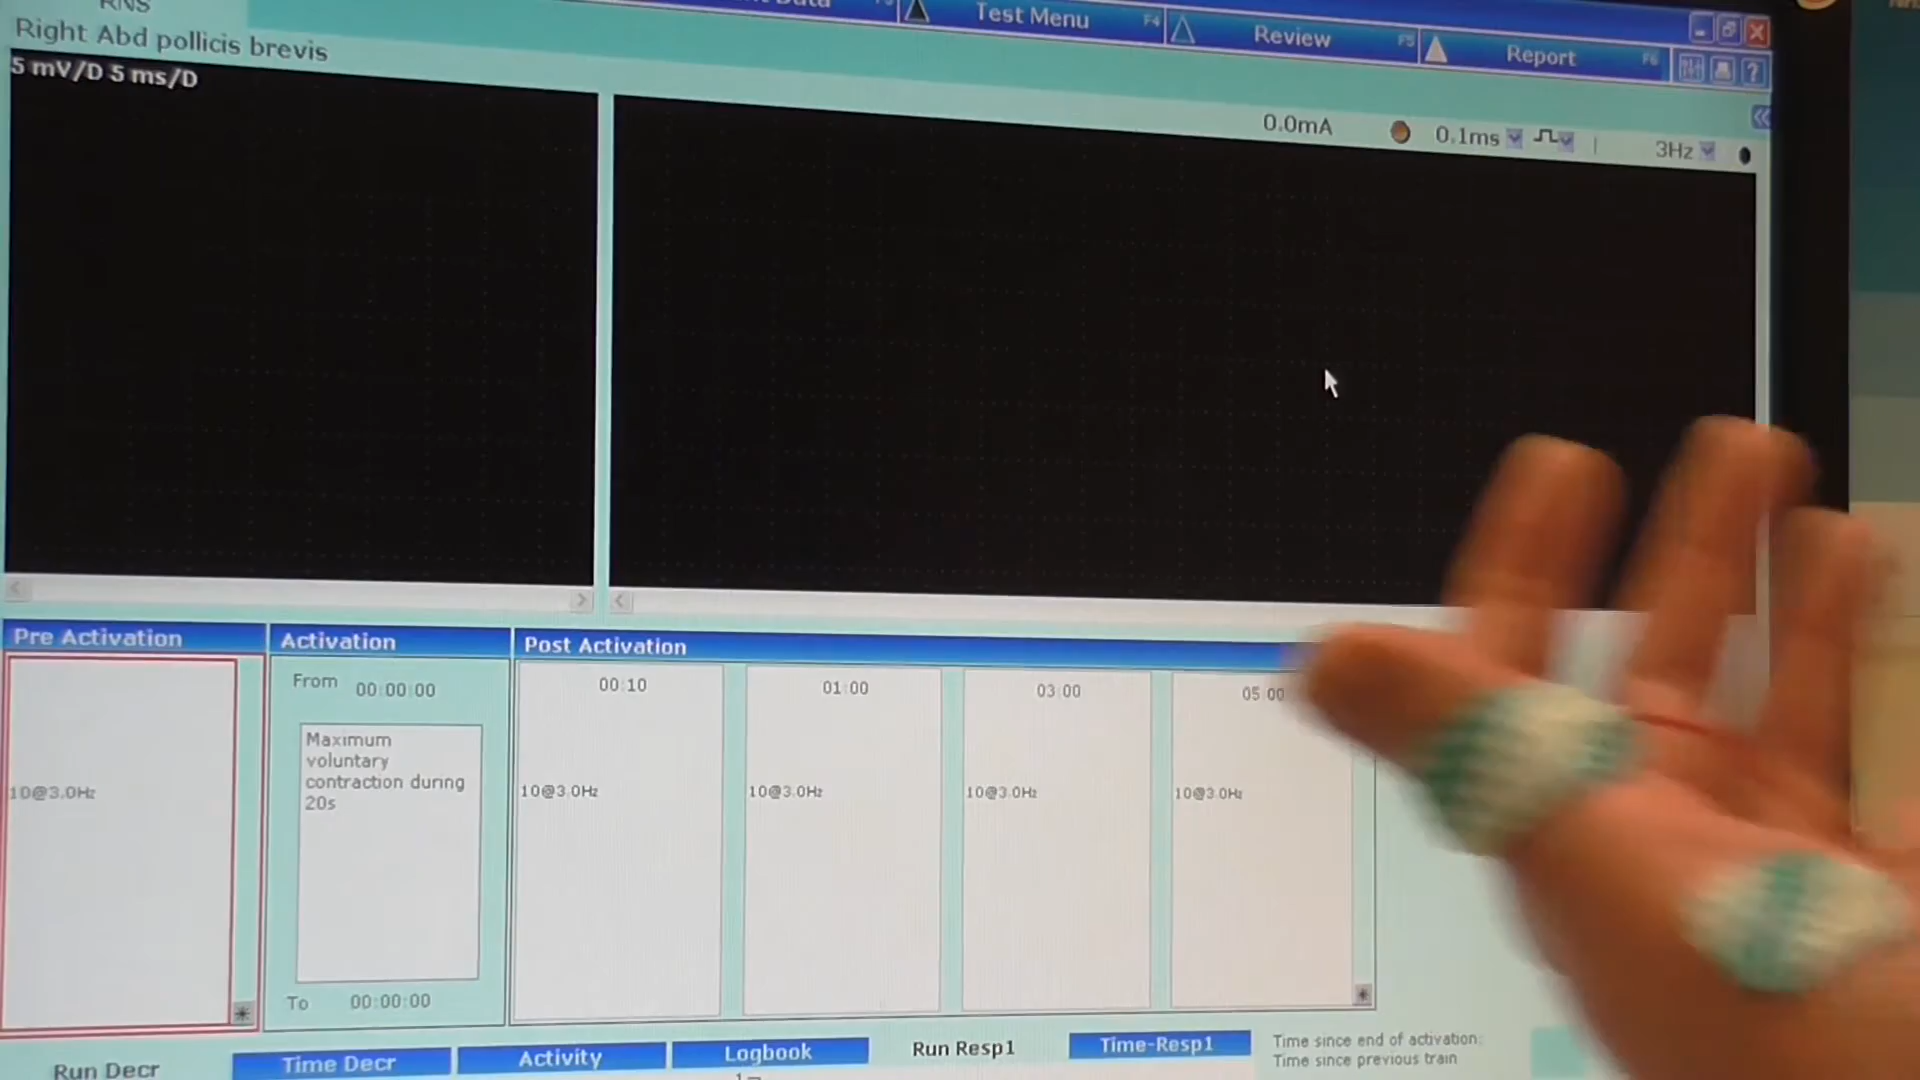 RNS
Test Menu F4 Review F5 Report F6
Right Abd pollicis brevis
5 mV/D 5 ms/D
0.0mA 0.1ms 3Hz
Pre Activation Activation Post Activation
From 00:00:00 00:10 01:00 03:00 05:00
Maximum
voluntary
contraction during
20s
10@3.0Hz 10@3.0Hz 10@3.0Hz 10@3.0Hz 10@3.0Hz
To 00:00:00
Run Decr Time Decr Activity Logbook Run Resp1 Time-Resp1
Time since end of activation:
Time since previous train